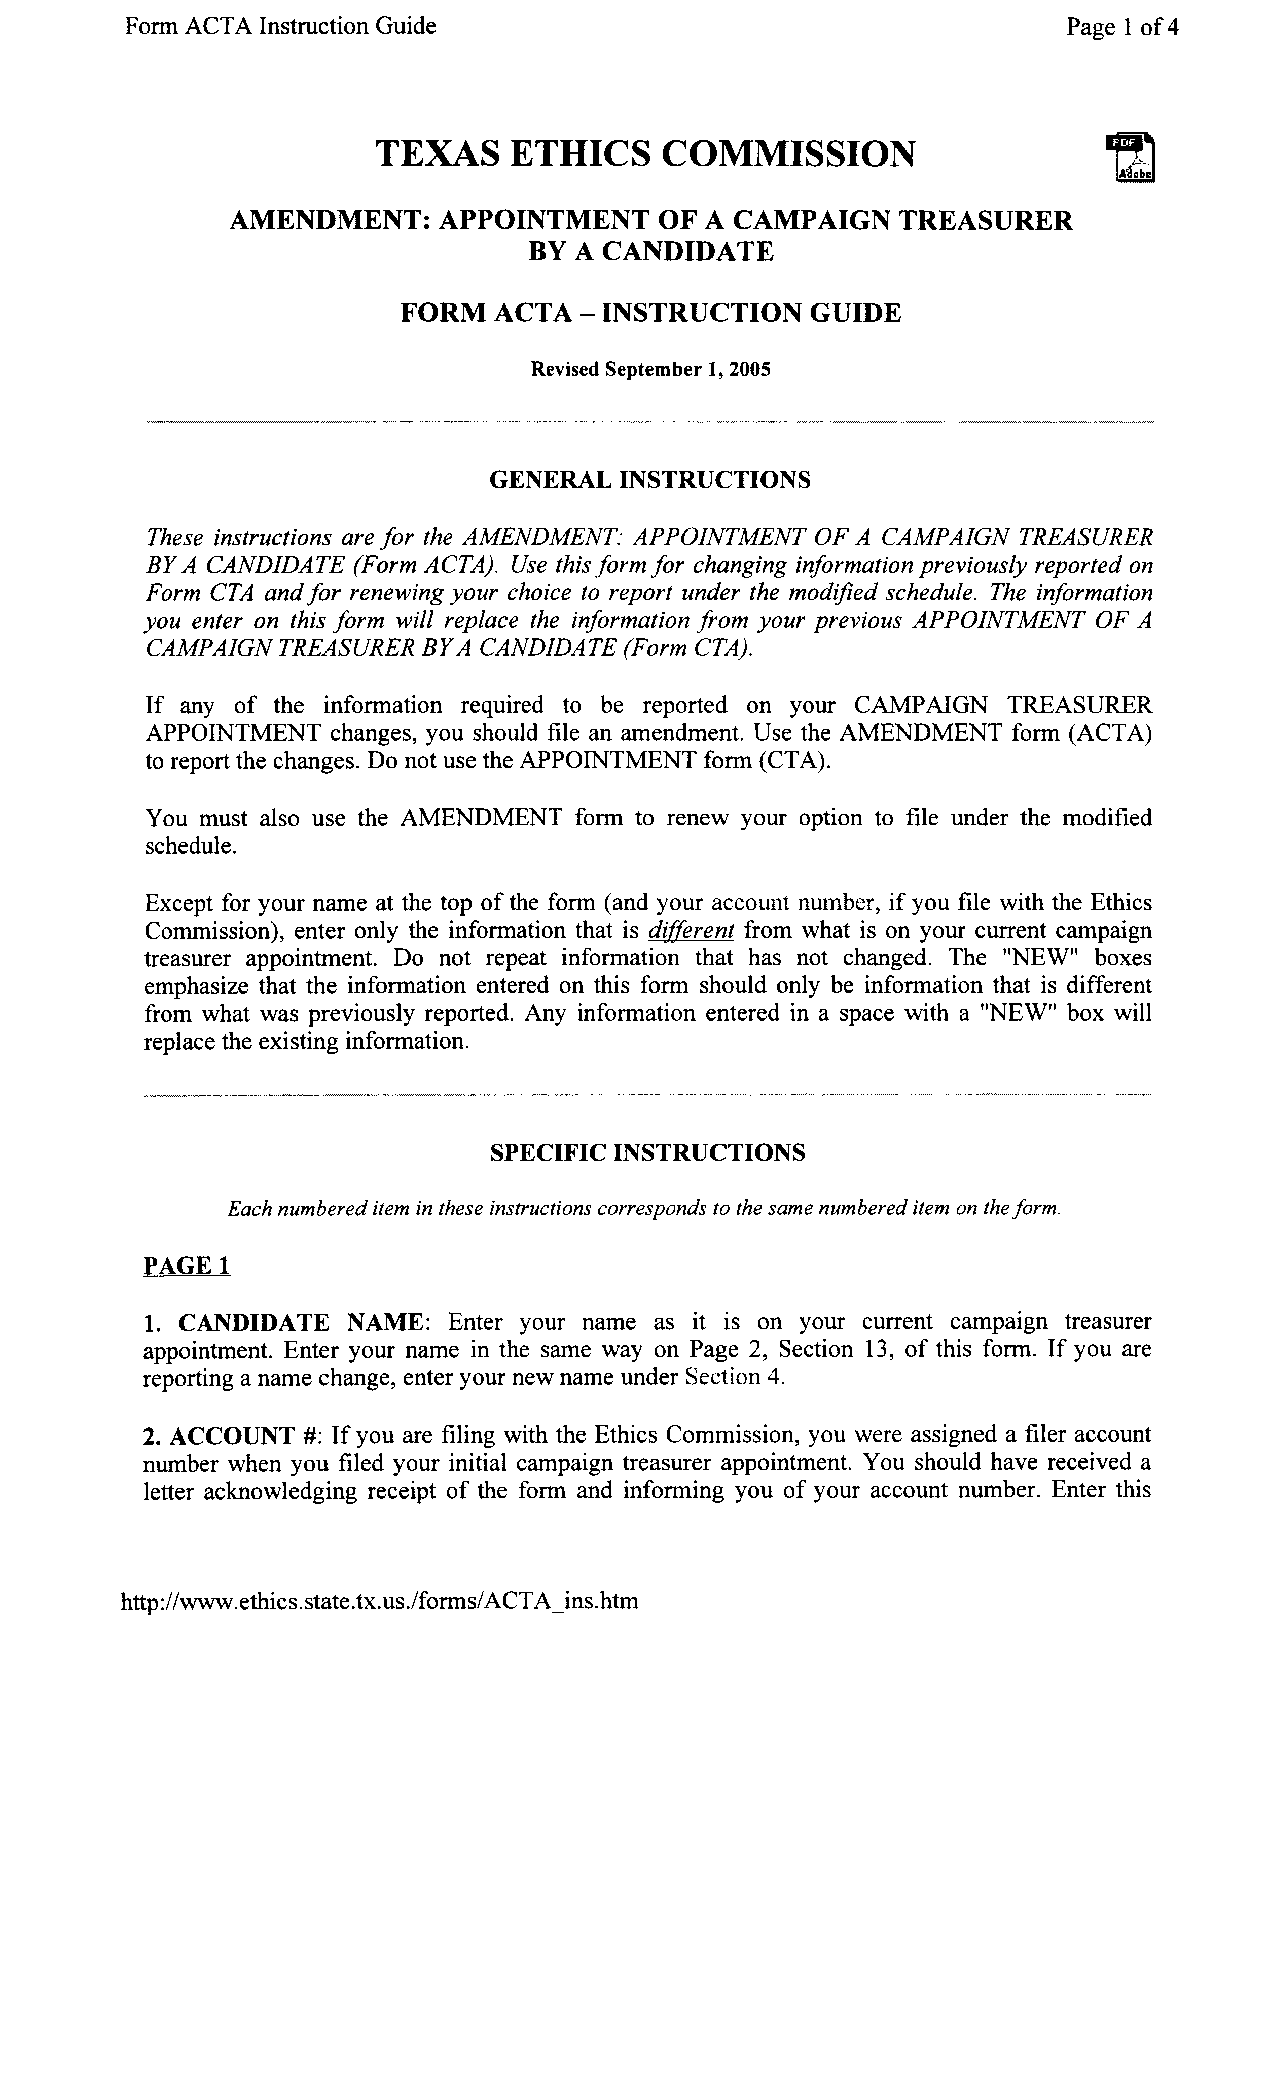 Form ACTA Instruction Guide
Page 1 of 4
TEXAS ETHICS COMMISSION
PDF
Adobe
AMENDMENT: APPOINTMENT OF A CAMPAIGN TREASURER
BY A CANDIDATE
FORM ACTA – INSTRUCTION GUIDE
Revised September 1, 2005
GENERAL INSTRUCTIONS
These instructions are for the AMENDMENT: APPOINTMENT OF A CAMPAIGN TREASURER
BY A CANDIDATE (Form ACTA). Use this form for changing information previously reported on
Form CTA and for renewing your choice to report under the modified schedule. The information
you enter on this form will replace the information from your previous APPOINTMENT OF A
CAMPAIGN TREASURER BY A CANDIDATE (Form CTA).
If any of the information required to be reported on your CAMPAIGN TREASURER
APPOINTMENT changes, you should file an amendment. Use the AMENDMENT form (ACTA)
to report the changes. Do not use the APPOINTMENT form (CTA).
You must also use the AMENDMENT form to renew your option to file under the modified
schedule.
Except for your name at the top of the form (and your account number, if you file with the Ethics
Commission), enter only the information that is different from what is on your current campaign
treasurer appointment. Do not repeat information that has not changed. The "NEW" boxes
emphasize that the information entered on this form should only be information that is different
from what was previously reported. Any information entered in a space with a "NEW" box will
replace the existing information.
SPECIFIC INSTRUCTIONS
Each numbered item in these instructions corresponds to the same numbered item on the form.
PAGE 1
1. CANDIDATE NAME: Enter your name as it is on your current campaign treasurer
appointment. Enter your name in the same way on Page 2, Section 13, of this form. If you are
reporting a name change, enter your new name under Section 4.
2. ACCOUNT #: If you are filing with the Ethics Commission, you were assigned a filer account
number when you filed your initial campaign treasurer appointment. You should have received a
letter acknowledging receipt of the form and informing you of your account number. Enter this
http://www.ethics.state.tx.us./forms/ACTA_ins.htm